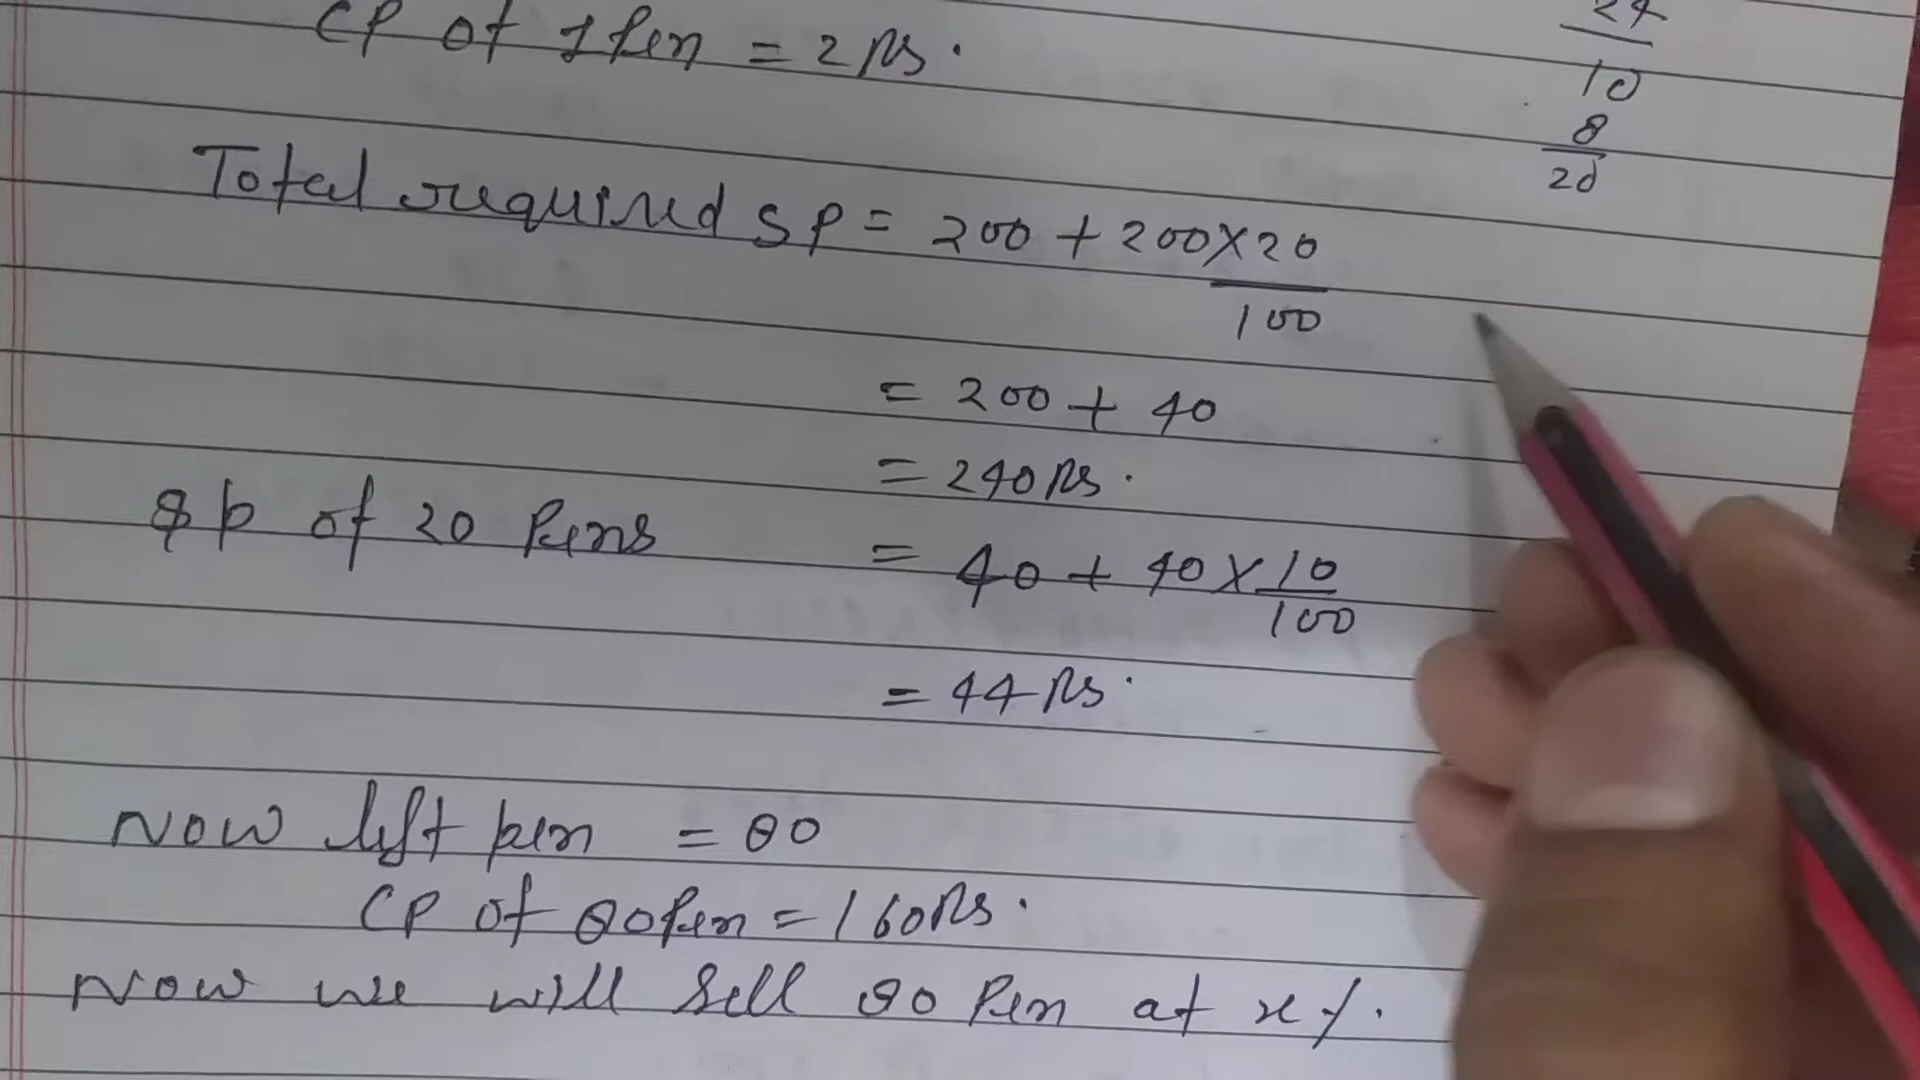 CP of 1 Pen = 2 Rs.
24
10
8
20
Total required SP = 200 + 200 × 20
100
= 200 + 40
= 240 Rs.
Sp of 20 Pens = 40 + 40 × 10
100
= 44 Rs.
Now left pen = 80
CP of 80 Pen = 160 Rs.
Now we will Sell 80 Pen at x %.